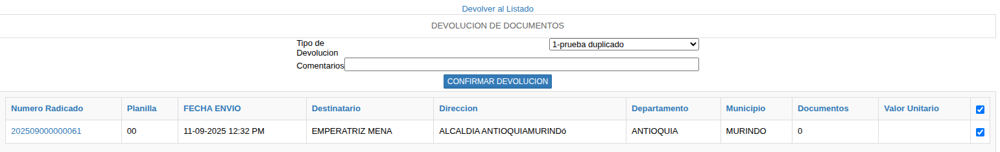 Devolver al Listado
DEVOLUCION DE DOCUMENTOS
Tipo de
Devolucion
1-prueba duplicado
Comentarios
CONFIRMAR DEVOLUCION
Numero Radicado Planilla FECHA ENVIO Destinatario Direccion Departamento Municipio Documentos Valor Unitario
202509000000061 00 11-09-2025 12:32 PM EMPERATRIZ MENA ALCALDIA ANTIOQUIAMURINDó ANTIOQUIA MURINDO 0